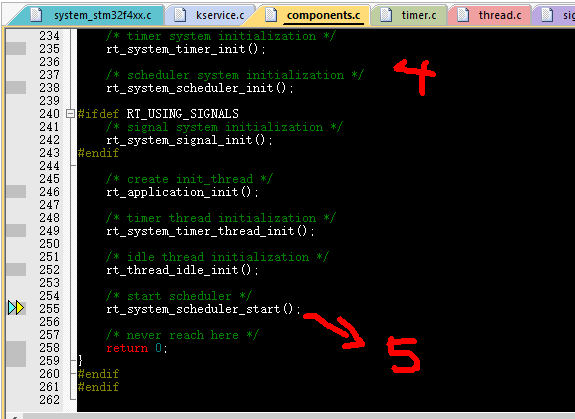 system_stm32f4xx.c kservice.c components.c timer.c thread.c
234 /* timer system initialization */
235 rt_system_timer_init();
236
237 /* scheduler system initialization */ 4
238 rt_system_scheduler_init();
239
240 #ifdef RT_USING_SIGNALS
241 /* signal system initialization */
242 rt_system_signal_init();
243 #endif
244
245 /* create init_thread */
246 rt_application_init();
247
248 /* timer thread initialization */
249 rt_system_timer_thread_init();
250
251 /* idle thread initialization */
252 rt_thread_idle_init();
253
254 /* start scheduler */
255 rt_system_scheduler_start();
256
257 /* never reach here */ 5
258 return 0;
259 }
260 #endif
261 #endif
262